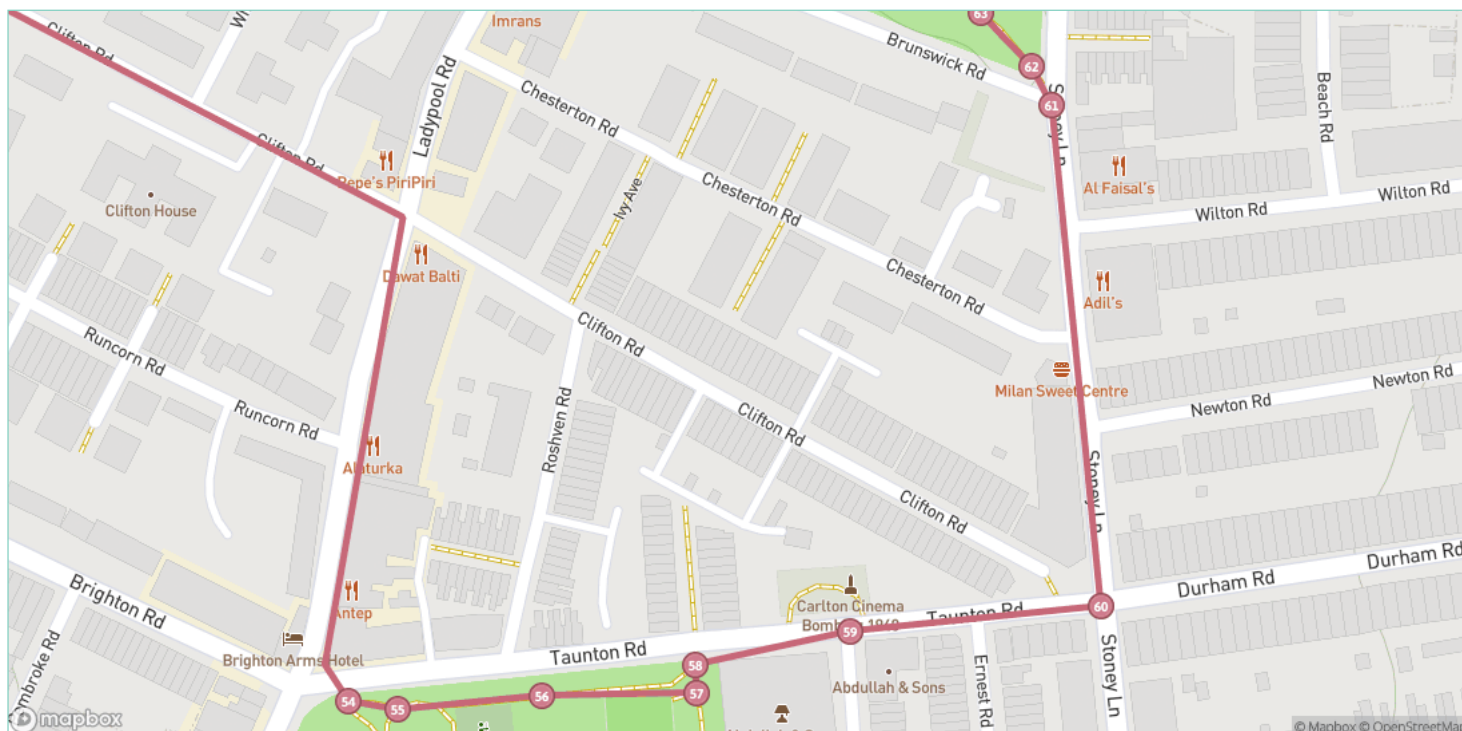 Imrans
63
Brunswick Rd
62
61
Clifton Rd
Ladypool Rd
Chesterton Rd
Beach Rd
Clifton Rd
Pepe's PiriPiri
Al Faisal's
Clifton House
Ivy Ave
Chesterton Rd
Wilton Rd
Wilton Rd
Dawat Balti
Chesterton Rd
Adil's
Runcorn Rd
Clifton Rd
Milan Sweet Centre
Newton Rd
Newton Rd
Runcorn Rd
Roshven Rd
Clifton Rd
Alaturka
Stoney Ln
Clifton Rd
Durham Rd
Durham Rd
Brighton Rd
Antep
Carlton Cinema
Taunton Rd
60
59
Brighton Arms Hotel
Taunton Rd
58
Stoney Ln
Abdullah & Sons
Ernest Rd
54
55
56
57
mapbox
© Mapbox © OpenStreetMap